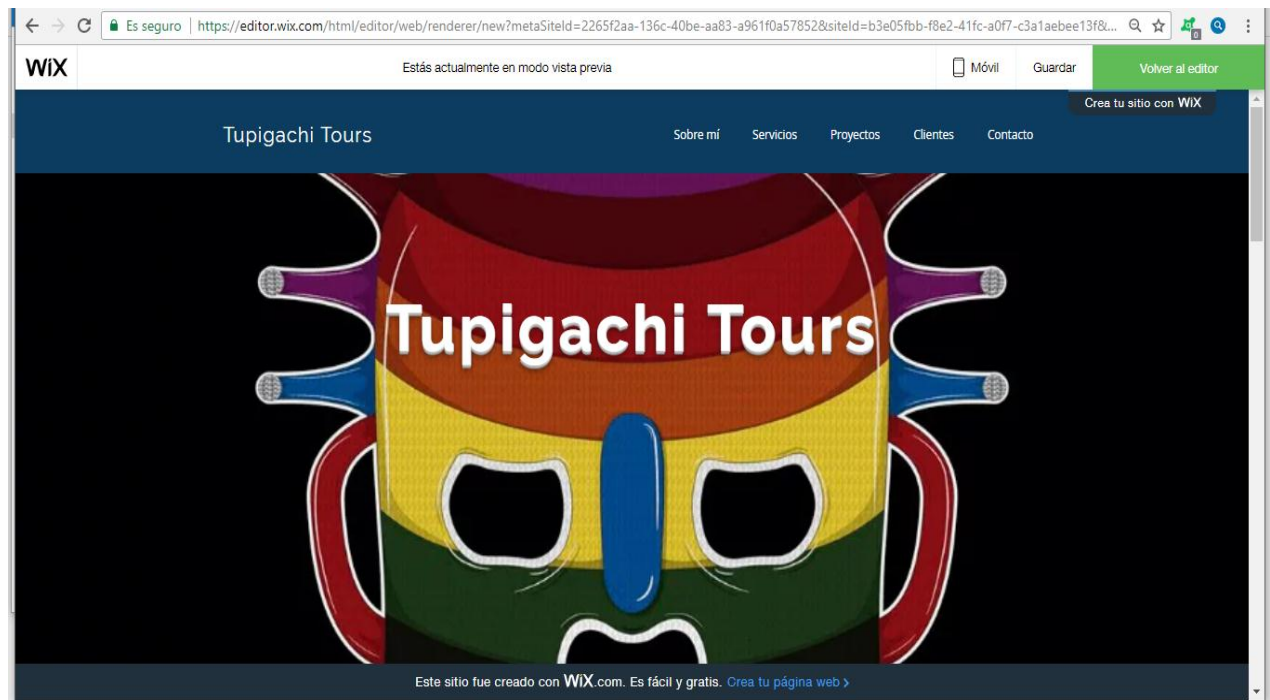 Es seguro | https://editor.wix.com/html/editor/web/renderer/new?metaSiteId=2265f2aa-136c-40be-aa83-a961f0a57852&siteId=b3e05fbb-f8e2-41fc-a0f7-c3a1aebee13f&...
0
WiX Estás actualmente en modo vista previa Móvil Guardar Volver al editor
Crea tu sitio con WiX
Tupigachi Tours Sobre mí Servicios Proyectos Clientes Contacto
Tupigachi Tours
Este sitio fue creado con WiX.com. Es fácil y gratis. Crea tu página web >